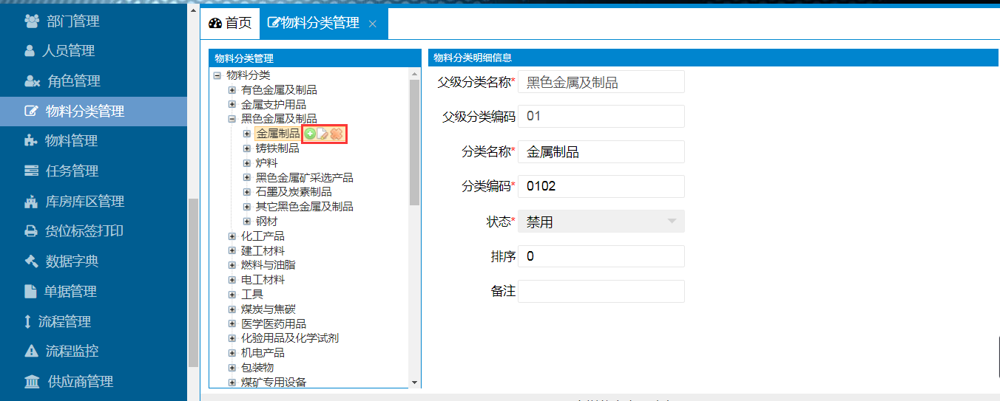 部门管理
人员管理
角色管理
物料分类管理
物料管理
任务管理
库房库区管理
货位标签打印
数据字典
单据管理
流程管理
流程监控
供应商管理
首页
物料分类管理
物料分类管理
物料分类
有色金属及制品
金属支护用品
黑色金属及制品
金属制品
铸铁制品
炉料
黑色金属矿采选产品
石墨及炭素制品
其它黑色金属及制品
钢材
化工产品
建工材料
燃料与油脂
电工材料
工具
煤炭与焦碳
医学医药用品
化验用品及化学试剂
机电产品
包装物
煤矿专用设备
物料分类明细信息
父级分类名称* 黑色金属及制品
父级分类编码 01
分类名称* 金属制品
分类编码* 0102
状态* 禁用
排序 0
备注